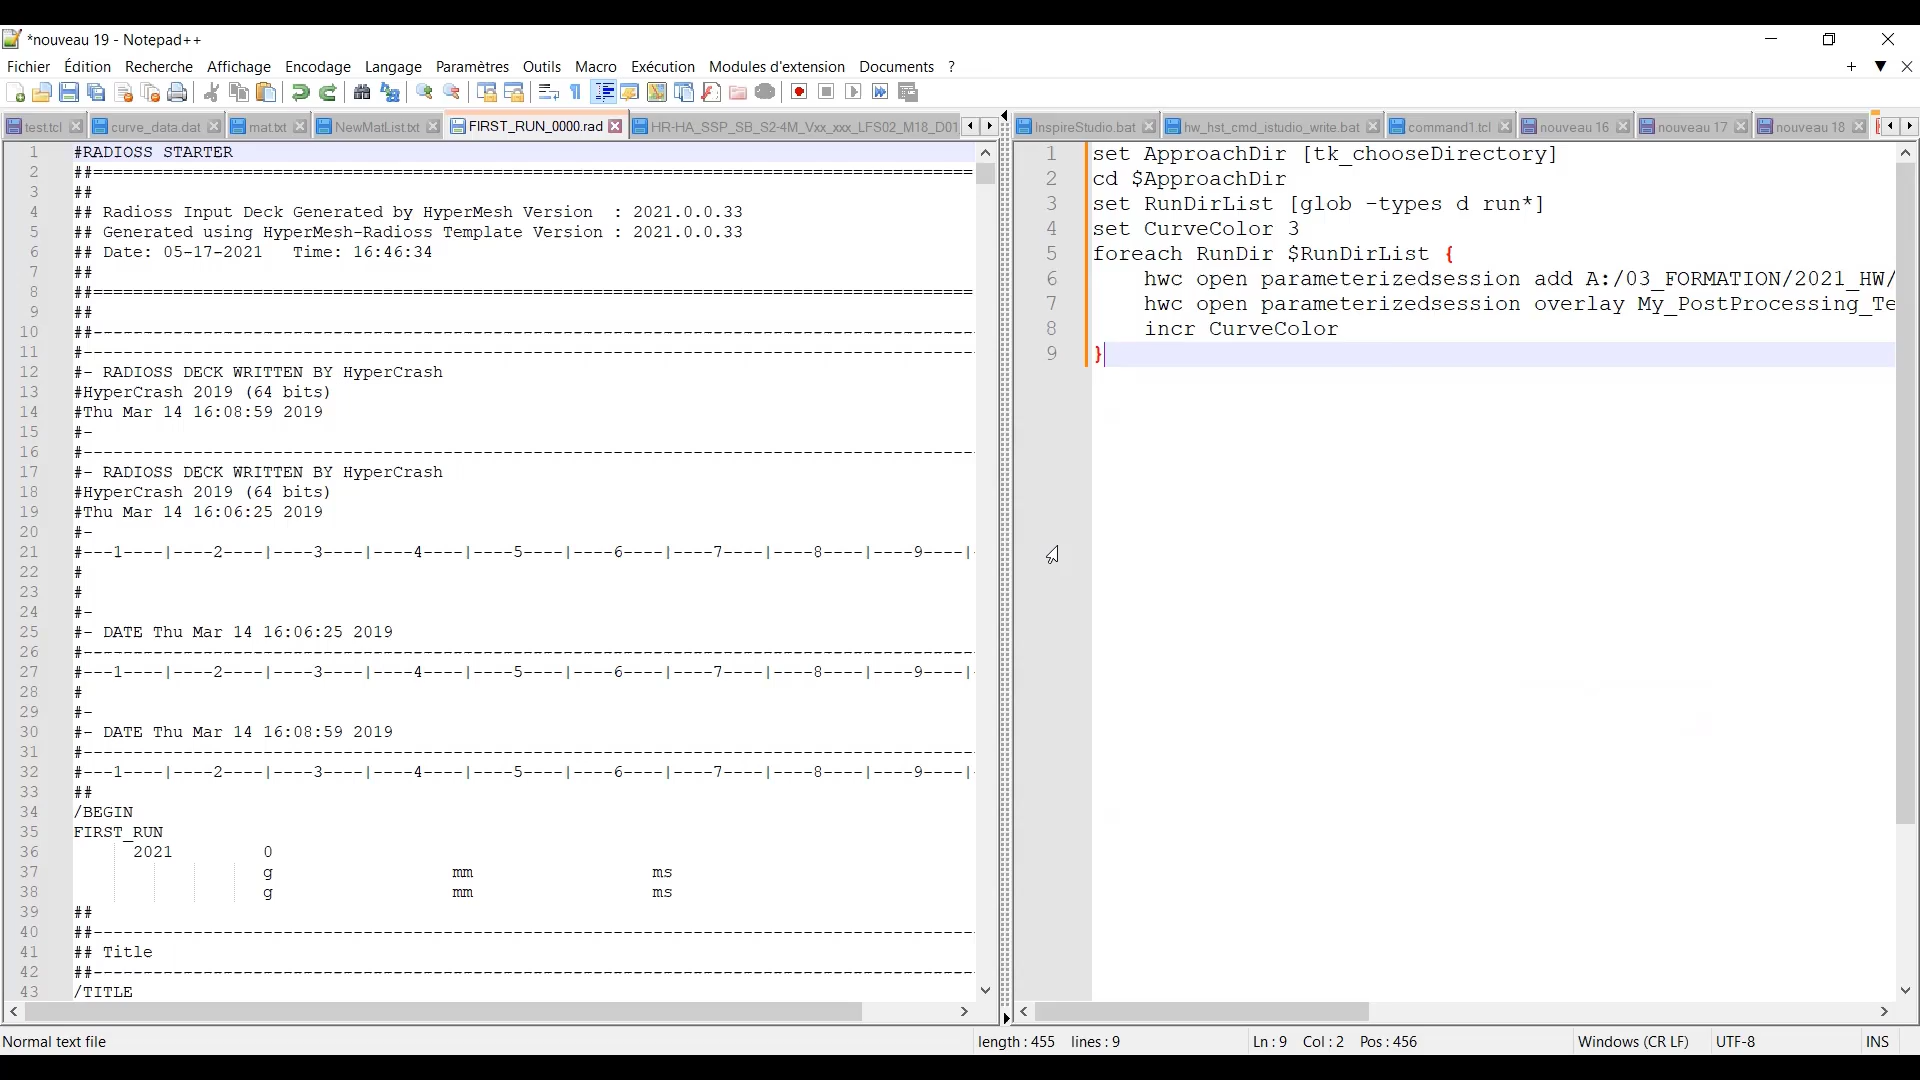 *nouveau 19 - Notepad++
Fichier Édition Recherche Affichage Encodage Langage Paramètres Outils Macro Exécution Modules d'extension Documents ?
+ ▼ X
test.tcl curve_data.dat mat.txt NewMatList.txt FIRST_RUN_0000.rad HR-HA_SSP_SB_S2-4M_Vxx_xxx_LFS02_M18_D01
InspireStudio.bat hw_hst_cmd_istudio_write.bat command1.tcl nouveau 16 nouveau 17 nouveau 18
1 #RADIOSS STARTER
2 ##========================================================================================
3 ##
4 ## Radioss Input Deck Generated by HyperMesh Version : 2021.0.0.33
5 ## Generated using HyperMesh-Radioss Template Version : 2021.0.0.33
6 ## Date: 05-17-2021 Time: 16:46:34
7 ##
8 ##========================================================================================
9 ##
10 ##----------------------------------------------------------------------------------------
11 #-----------------------------------------------------------------------------------------
12 #- RADIOSS DECK WRITTEN BY HyperCrash
13 #HyperCrash 2019 (64 bits)
14 #Thu Mar 14 16:08:59 2019
15 #-
16 #-----------------------------------------------------------------------------------------
17 #- RADIOSS DECK WRITTEN BY HyperCrash
18 #HyperCrash 2019 (64 bits)
19 #Thu Mar 14 16:06:25 2019
20 #-
21 #---1----|----2----|----3----|----4----|----5----|----6----|----7----|----8----|----9----|-
22 #
23 #
24 #-
25 #- DATE Thu Mar 14 16:06:25 2019
26 #-----------------------------------------------------------------------------------------
27 #---1----|----2----|----3----|----4----|----5----|----6----|----7----|----8----|----9----|-
28 #
29 #-
30 #- DATE Thu Mar 14 16:08:59 2019
31 #-----------------------------------------------------------------------------------------
32 #---1----|----2----|----3----|----4----|----5----|----6----|----7----|----8----|----9----|-
33 ##
34 /BEGIN
35 FIRST_RUN
36 2021 0
37 g mm ms
38 g mm ms
39 ##
40 ##----------------------------------------------------------------------------------------
41 ## Title
42 ##----------------------------------------------------------------------------------------
43 /TITLE
1 set ApproachDir [tk_chooseDirectory]
2 cd $ApproachDir
3 set RunDirList [glob -types d run*]
4 set CurveColor 3
5 foreach RunDir $RunDirList {
6 hwc open parameterizedsession add A:/03_FORMATION/2021_HW/
7 hwc open parameterizedsession overlay My_PostProcessing_Te
8 incr CurveColor
9 }
Normal text file length : 455 lines : 9 Ln : 9 Col : 2 Pos : 456 Windows (CR LF) UTF-8 INS